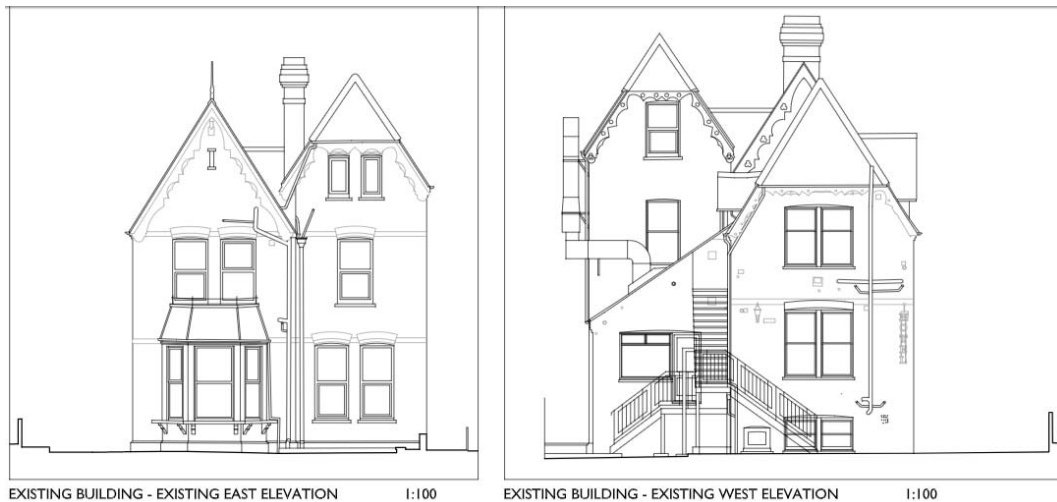 EXISTING BUILDING - EXISTING EAST ELEVATION 1:100
EXISTING BUILDING - EXISTING WEST ELEVATION 1:100